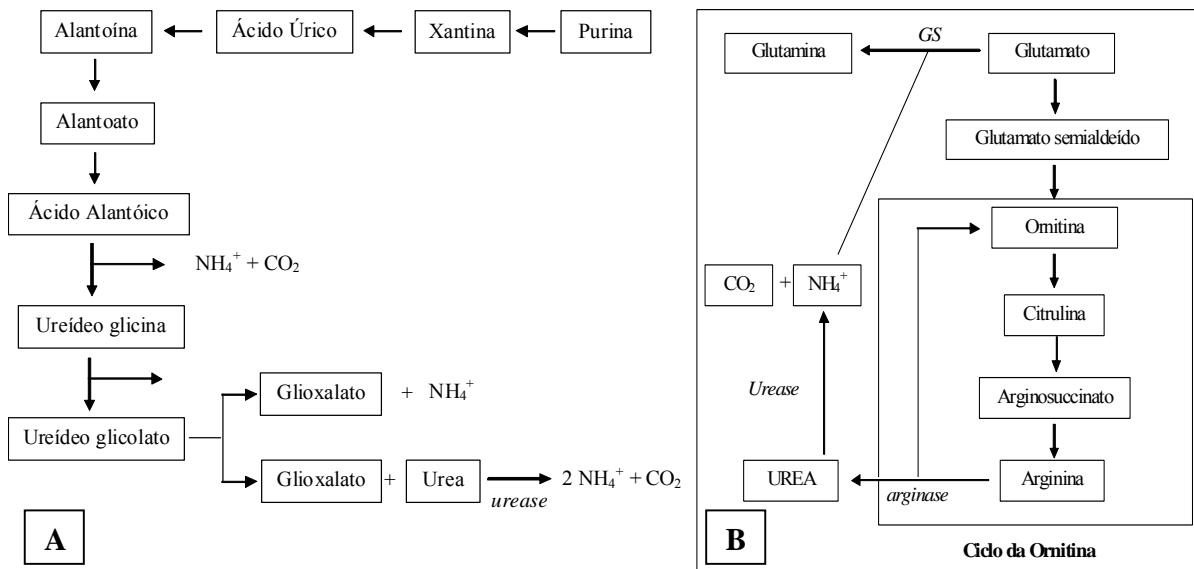 Alantoína
Ácido Úrico
Xantina
Purina
Alantoato
Ácido Alantóico
NH₄⁺ + CO₂
Ureídeo glicina
Ureídeo glicolato
Glioxalato + NH₄⁺
Glioxalato + Urea
urease
2 NH₄⁺ + CO₂
A
GS
Glutamina
Glutamato
Glutamato semialdeído
Ornitina
CO₂ + NH₄⁺
Citrulina
Urease
Arginosuccinato
UREA
arginase
Arginina
B
Ciclo da Ornitina